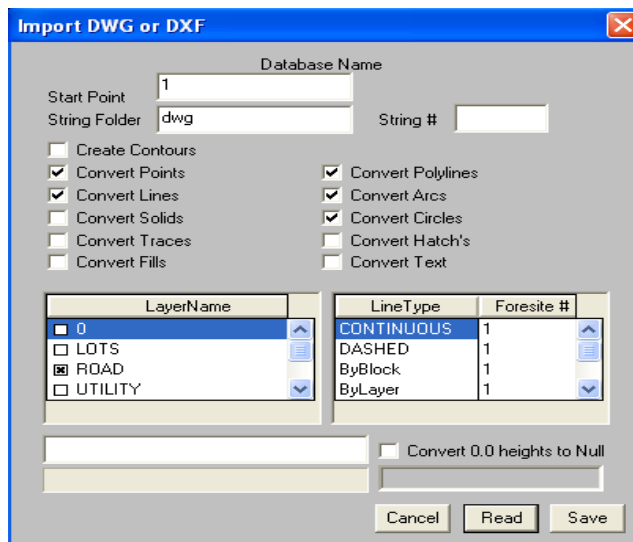 Import DWG or DXF
Database Name
Start Point 1
String Folder dwg String #
Create Contours
Convert Points Convert Polylines
Convert Lines Convert Arcs
Convert Solids Convert Circles
Convert Traces Convert Hatch's
Convert Fills Convert Text
LayerName LineType Foresite #
0 CONTINUOUS 1
LOTS DASHED 1
ROAD ByBlock 1
UTILITY ByLayer 1
Convert 0.0 heights to Null
Cancel Read Save